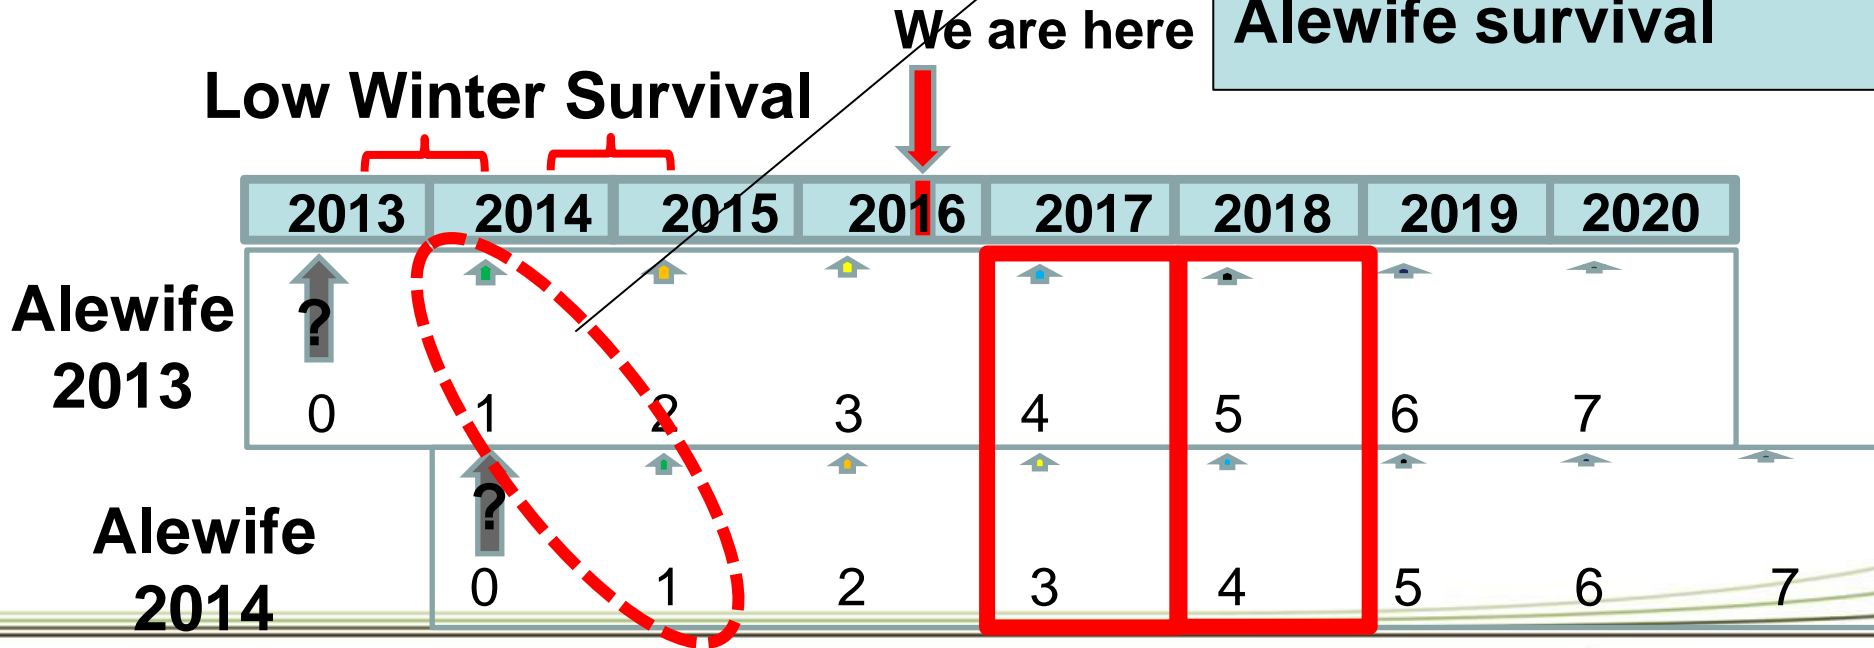 We are here
Alewife survival
Low Winter Survival
2013 2014 2015 2016 2017 2018 2019 2020
Alewife
2013
?
0 1 2 3 4 5 6 7
Alewife
2014
?
0 1 2 3 4 5 6 7